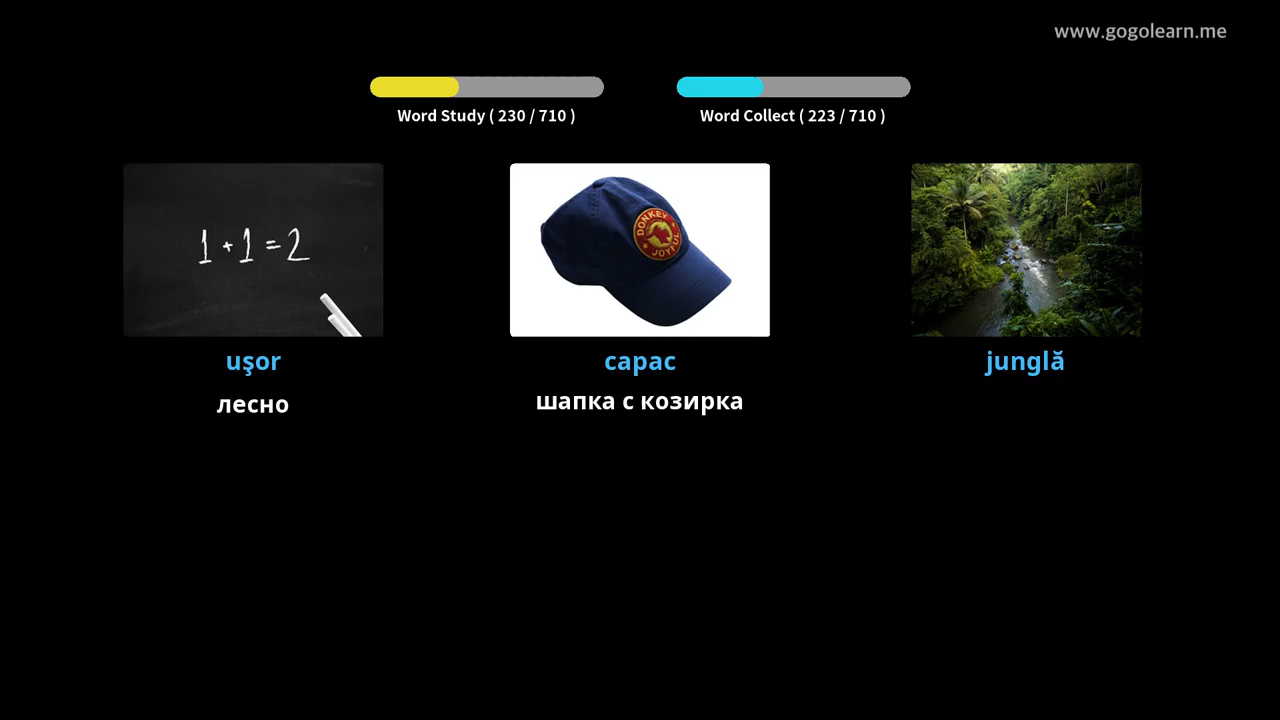 www.gogolearn.me
Word Study ( 230 / 710 )
Word Collect ( 223 / 710 )
1 + 1 = 2
DONKEY
JOYFUL
uşor
capac
junglă
лесно
шапка с козирка